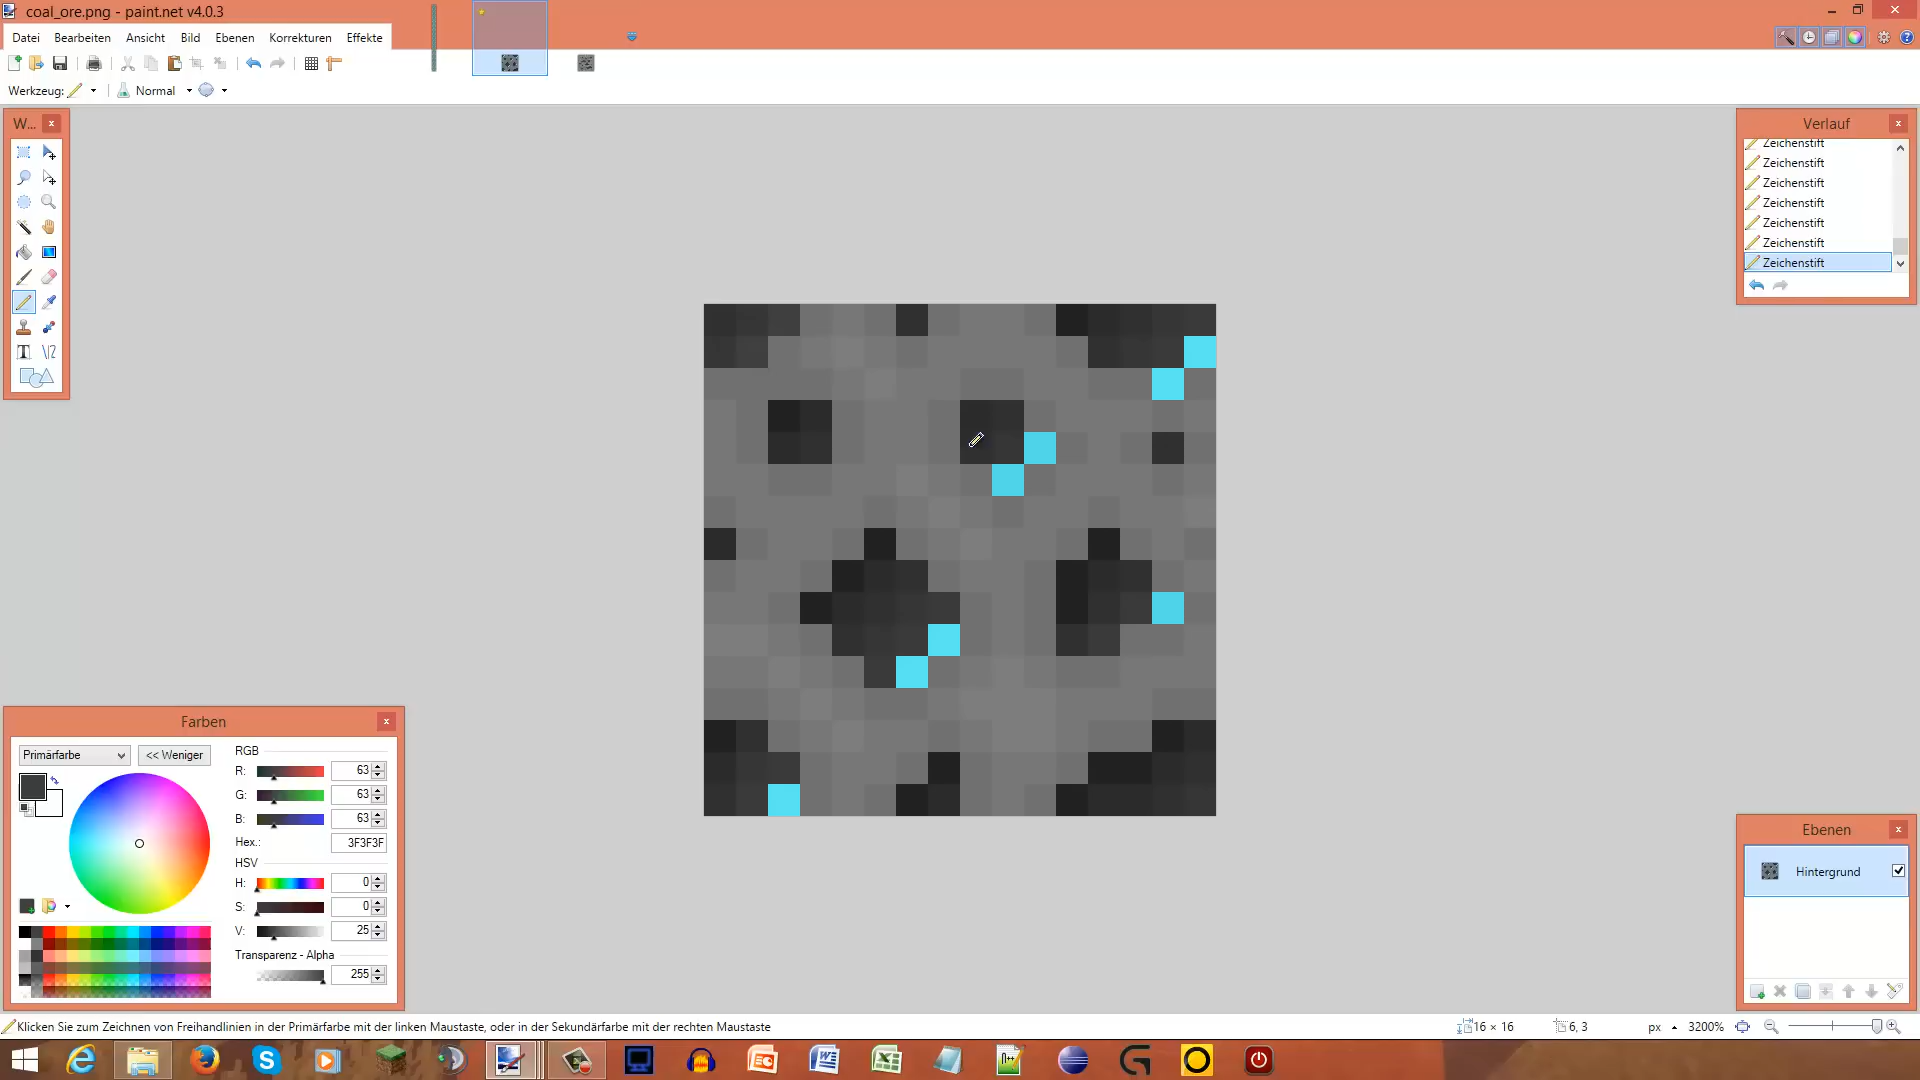 coal_ore.png - paint.net v4.0.3
Datei Bearbeiten Ansicht Bild Ebenen Korrekturen Effekte
Werkzeug: Normal
W...
Verlauf
Zeichenstift
Zeichenstift
Zeichenstift
Zeichenstift
Zeichenstift
Zeichenstift
Zeichenstift
Farben
Primärfarbe << Weniger
RGB
R: 63
G: 63
B: 63
Hex.: 3F3F3F
HSV
H: 0
S: 0
V: 25
Transparenz - Alpha
255
Ebenen
Hintergrund
Klicken Sie zum Zeichnen von Freihandlinien in der Primärfarbe mit der linken Maustaste, oder in der Sekundärfarbe mit der rechten Maustaste
16 × 16 6, 3 px 3200%